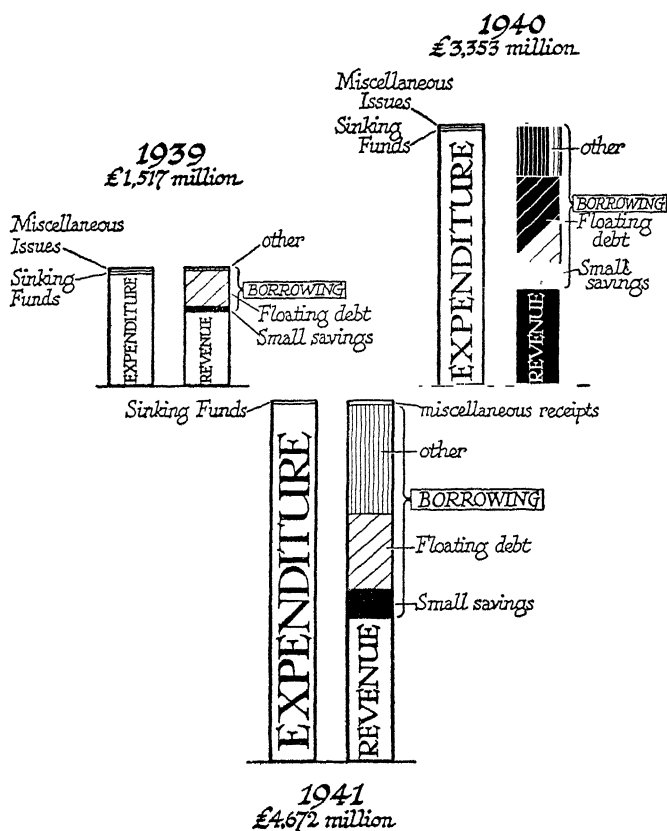 1939
£1,517 million
Miscellaneous
Issues
Sinking
Funds
EXPENDITURE
REVENUE
other
BORROWING
Floating debt
Small savings
1940
£3,353 million
Miscellaneous
Issues
Sinking
Funds
EXPENDITURE
REVENUE
other
BORROWING
Floating
debt
Small
savings
Sinking Funds
EXPENDITURE
REVENUE
miscellaneous receipts
other
BORROWING
Floating debt
Small savings
1941
£4,672 million